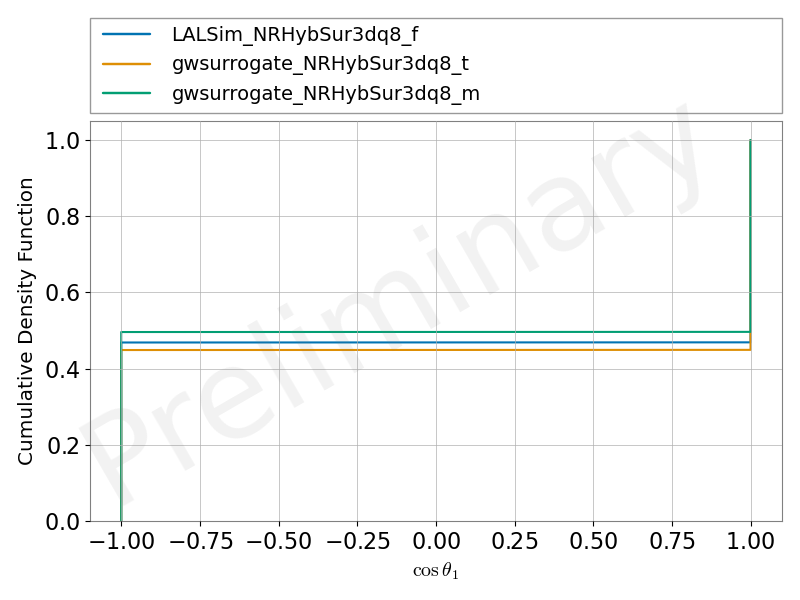 LALSim_NRHybSur3dq8_f
gwsurrogate_NRHybSur3dq8_t
gwsurrogate_NRHybSur3dq8_m
1.0
0.8
0.6
0.4
0.2
0.0
Cumulative Density Function
Preliminary
−1.00 −0.75 −0.50 −0.25 0.00 0.25 0.50 0.75 1.00
cos θ₁